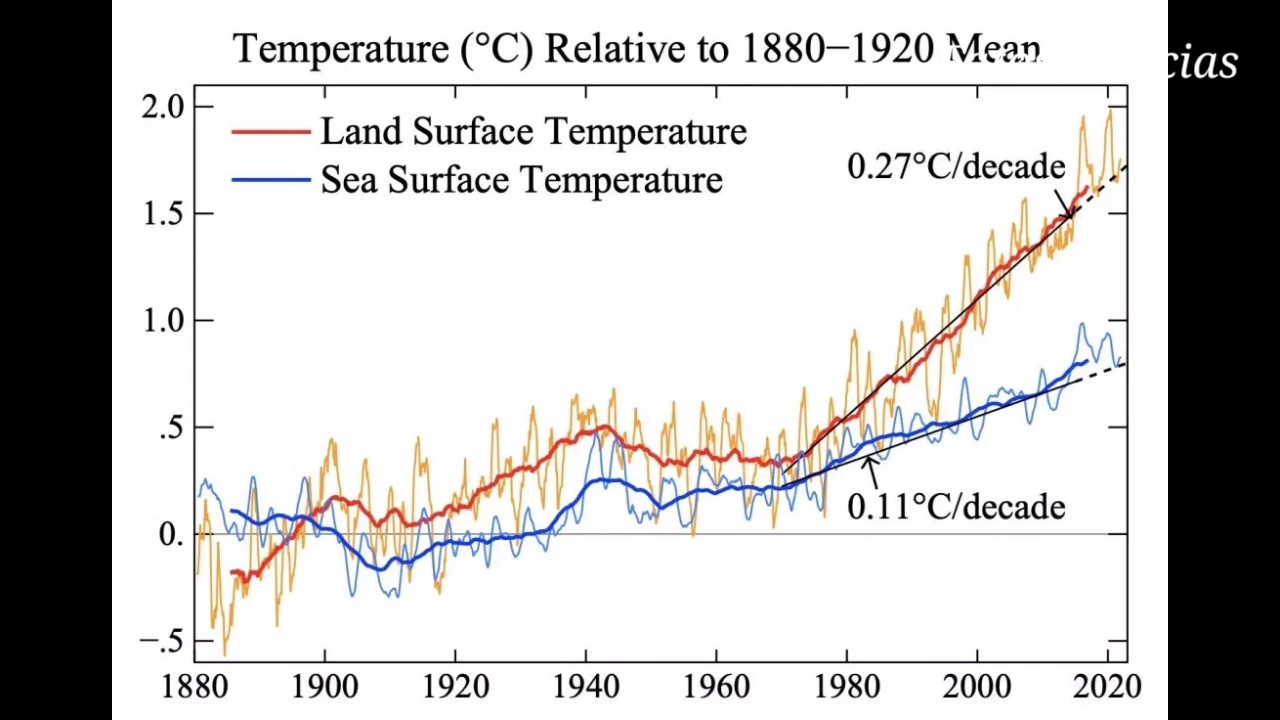 Temperature (°C) Relative to 1880−1920 Mean
cias
2.0
Land Surface Temperature
Sea Surface Temperature
0.27°C/decade
1.5
1.0
.5
0.11°C/decade
0.
−.5
1880 1900 1920 1940 1960 1980 2000 2020